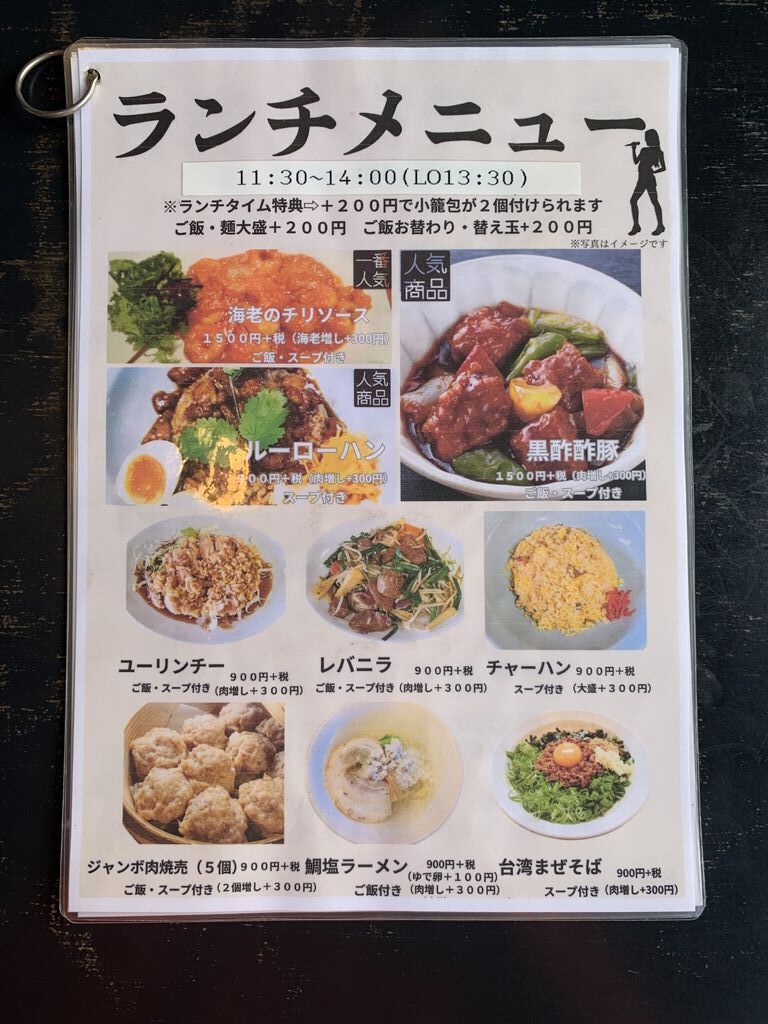 ランチメニュー
11:30~14:00(LO13:30)
※ランチタイム特典⇨＋２００円で小籠包が２個付けられます
ご飯・麺大盛＋２００円　ご飯お替わり・替え玉+２００円
※写真はイメージです
一番
人気
海老のチリソース
１５００円＋税（海老増し+300円）
ご飯・スープ付き
人気
商品
ルーローハン
９００円＋税（肉増し+300円）
スープ付き
人気
商品
黒酢酢豚
１５００円＋税（肉増し+300円）
ご飯・スープ付き
ユーリンチー　９００円＋税
ご飯・スープ付き（肉増し＋３００円）
レバニラ　９００円＋税
ご飯・スープ付き（肉増し＋３００円）
チャーハン　９００円＋税
スープ付き　（大盛＋３００円）
ジャンボ肉焼売（５個）９００円＋税
ご飯・スープ付き（２個増し＋３００円）
鯛塩ラーメン　900円＋税
（ゆで卵＋１００円）
ご飯付き（肉増し＋３００円）
台湾まぜそば　900円+税
スープ付き（肉増し+300円）